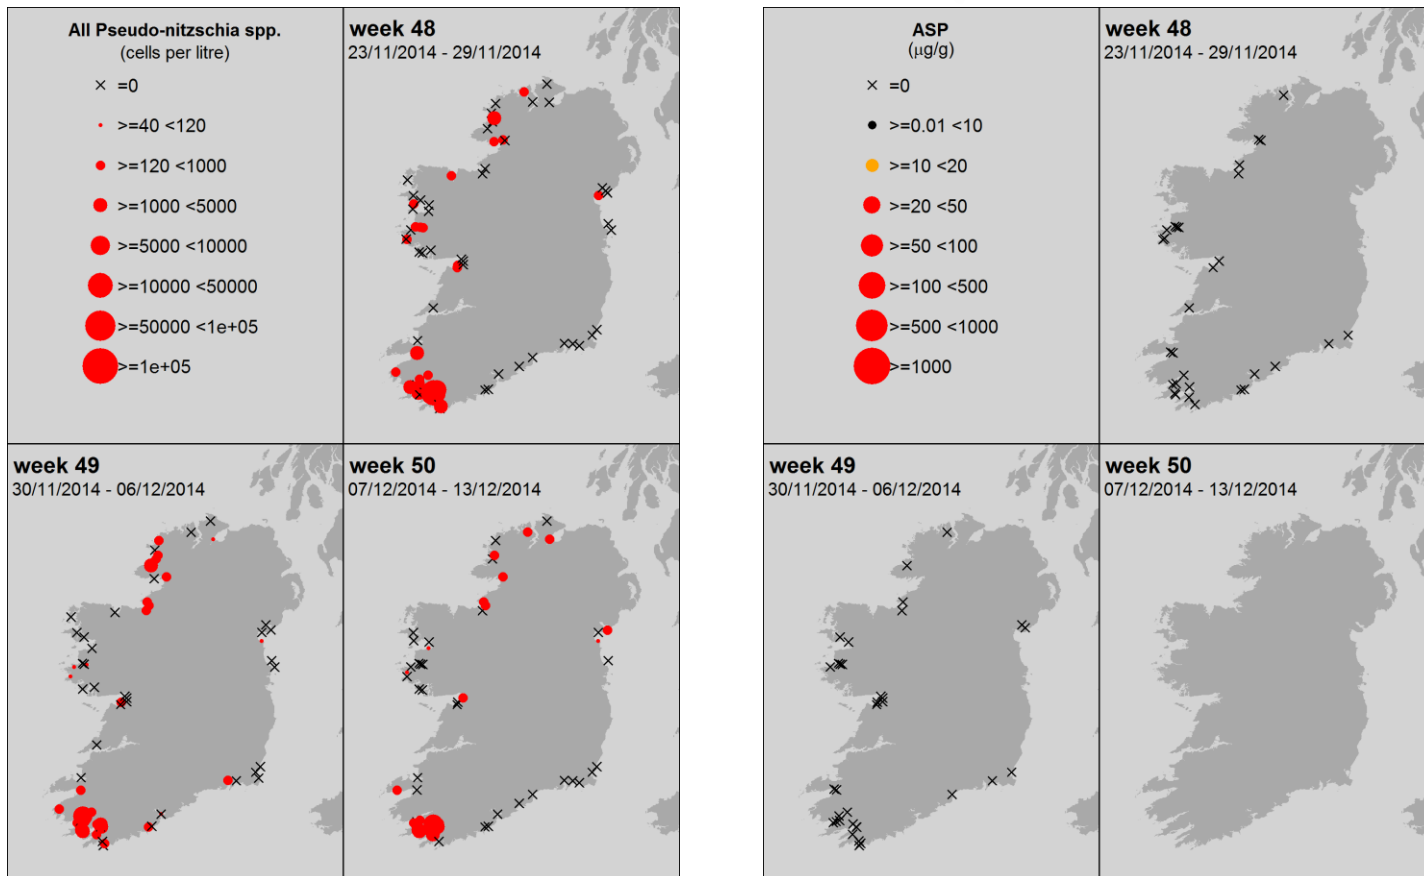 All Pseudo-nitzschia spp.
(cells per litre)
=0
>=40 <120
>=120 <1000
>=1000 <5000
>=5000 <10000
>=10000 <50000
>=50000 <1e+05
>=1e+05
week 48
23/11/2014 - 29/11/2014
week 49
30/11/2014 - 06/12/2014
week 50
07/12/2014 - 13/12/2014
ASP
(µg/g)
=0
>=0.01 <10
>=10 <20
>=20 <50
>=50 <100
>=100 <500
>=500 <1000
>=1000
week 48
23/11/2014 - 29/11/2014
week 49
30/11/2014 - 06/12/2014
week 50
07/12/2014 - 13/12/2014